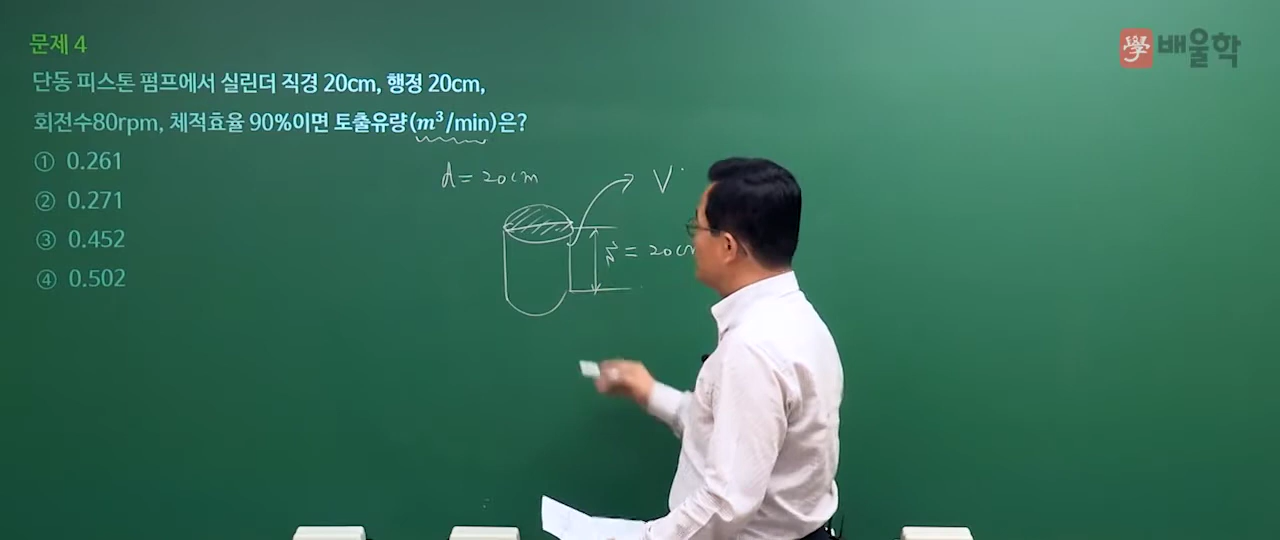 문제 4
學배울학
단동 피스톤 펌프에서 실린더 직경 20cm, 행정 20cm,
회전수80rpm, 체적효율 90%이면 토출유량(m³/min)은?
① 0.261
② 0.271
③ 0.452
④ 0.502
d = 20cm
V
= 20cm